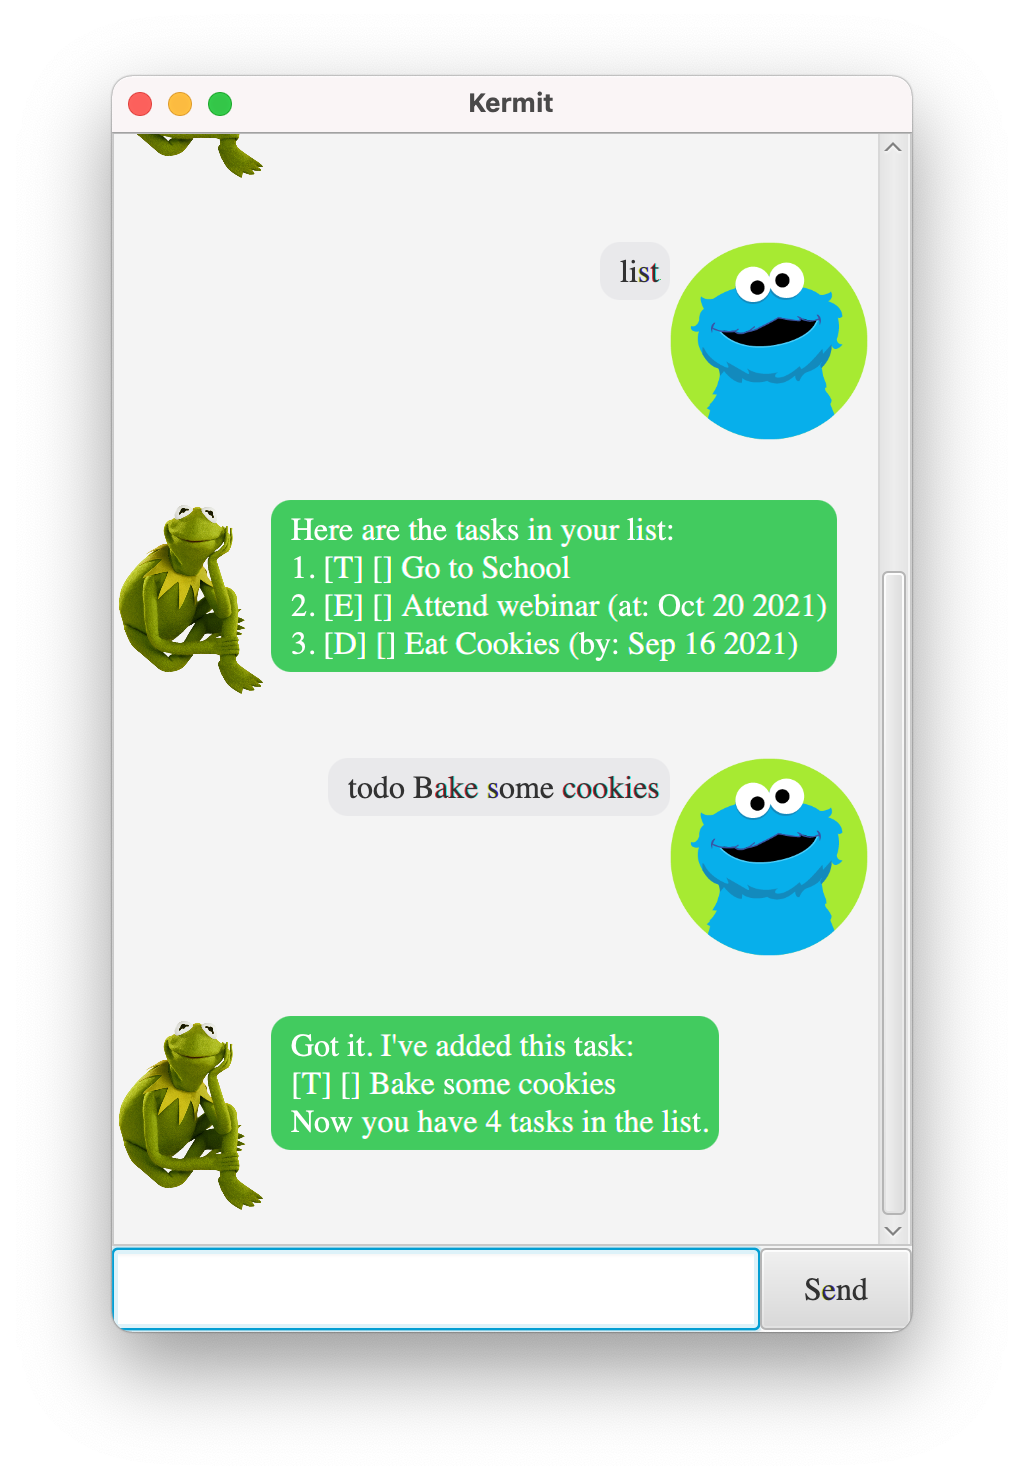 Kermit
list
Here are the tasks in your list:
1. [T] [] Go to School
2. [E] [] Attend webinar (at: Oct 20 2021)
3. [D] [] Eat Cookies (by: Sep 16 2021)
todo Bake some cookies
Got it. I've added this task:
[T] [] Bake some cookies
Now you have 4 tasks in the list.
Send